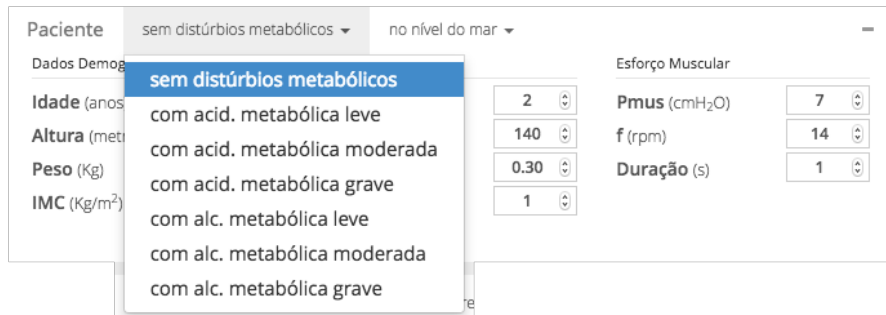 Paciente sem distúrbios metabólicos no nível do mar
Dados Demog Esforço Muscular
sem distúrbios metabólicos
Idade (anos 2 Pmus (cmH₂O) 7
com acid. metabólica leve
Altura (metr 140 f (rpm) 14
com acid. metabólica moderada
Peso (Kg) 0.30 Duração (s) 1
com acid. metabólica grave
IMC (Kg/m²) 1
com alc. metabólica leve
com alc. metabólica moderada
com alc. metabólica grave